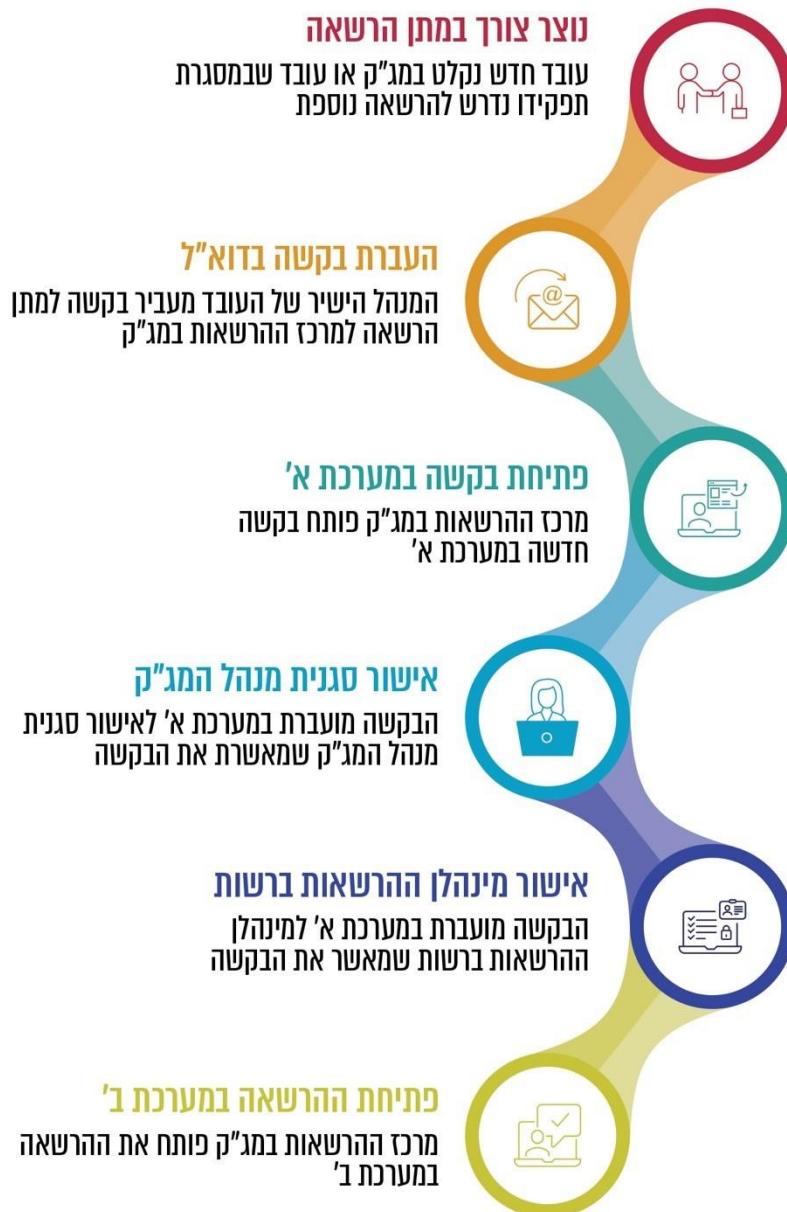 נוצר צורך במתן הרשאה
עובד חדש נקלט במג"ק או עובד שבמסגרת
תפקידו נדרש להרשאה נוספת
העברת בקשה בדוא"ל
המנהל הישיר של העובד מעביר בקשה למתן
הרשאה למרכז ההרשאות במג"ק
@
פתיחת בקשה במערכת א'
מרכז ההרשאות במג"ק פותח בקשה
חדשה במערכת א'
אישור סגנית מנהל המג"ק
הבקשה מועברת במערכת א' לאישור סגנית
מנהל המג"ק שמאשרת את הבקשה
אישור מינהלן ההרשאות ברשות
הבקשה מועברת במערכת א' למינהלן
ההרשאות ברשות שמאשר את הבקשה
פתיחת ההרשאה במערכת ב'
מרכז ההרשאות במג"ק פותח את ההרשאה
במערכת ב'